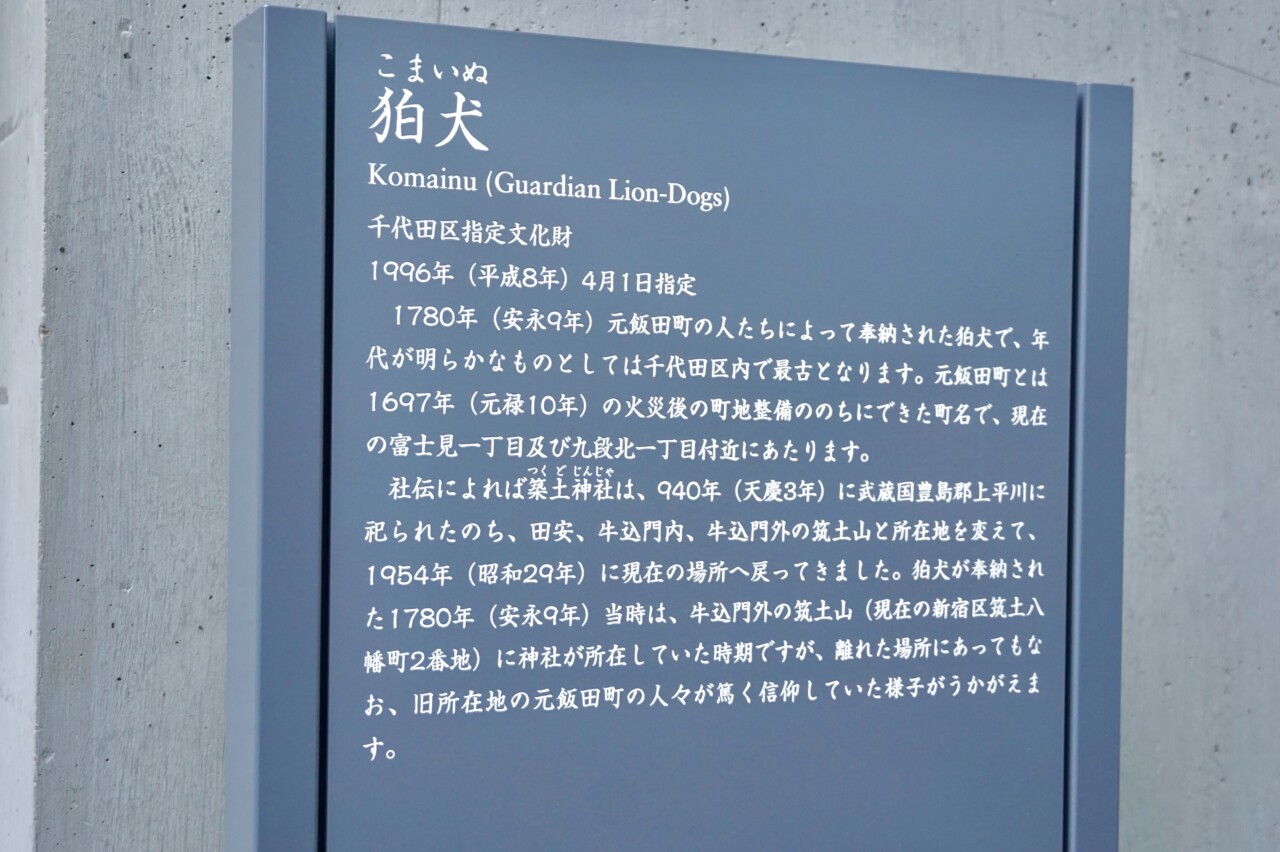 こまいぬ
狛犬
Komainu (Guardian Lion-Dogs)
千代田区指定文化財
1996年（平成8年）4月1日指定
　1780年（安永9年）元飯田町の人たちによって奉納された狛犬で、年
代が明らかなものとしては千代田区内で最古となります。元飯田町とは
1697年（元禄10年）の火災後の町地整備ののちにできた町名で、現在
の富士見一丁目及び九段北一丁目付近にあたります。
つくどじんじゃ
　社伝によれば築土神社は、940年（天慶3年）に武蔵国豊島郡上平川に
祀られたのち、田安、牛込門内、牛込門外の筑土山と所在地を変えて、
1954年（昭和29年）に現在の場所へ戻ってきました。狛犬が奉納され
た1780年（安永9年）当時は、牛込門外の筑土山（現在の新宿区筑土八
幡町2番地）に神社が所在していた時期ですが、離れた場所にあってもな
お、旧所在地の元飯田町の人々が篤く信仰していた様子がうかがえま
す。